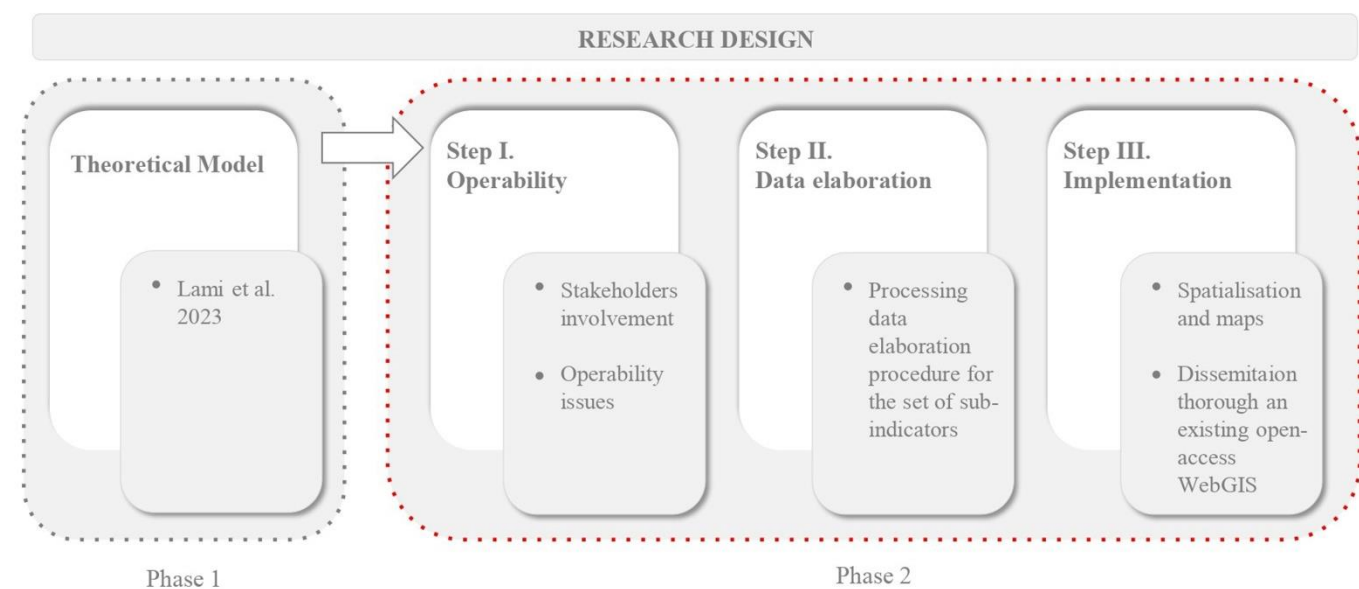 RESEARCH DESIGN
Theoretical Model
Lami et al.
2023
Step I.
Operability
• Stakeholders
involvement
• Operability
issues
Step II.
Data elaboration
• Processing
data
elaboration
procedure for
the set of sub-
indicators
Step III.
Implementation
• Spatialisation
and maps
• Dissemitaion
thorough an
existing open-
access
WebGIS
Phase 1
Phase 2